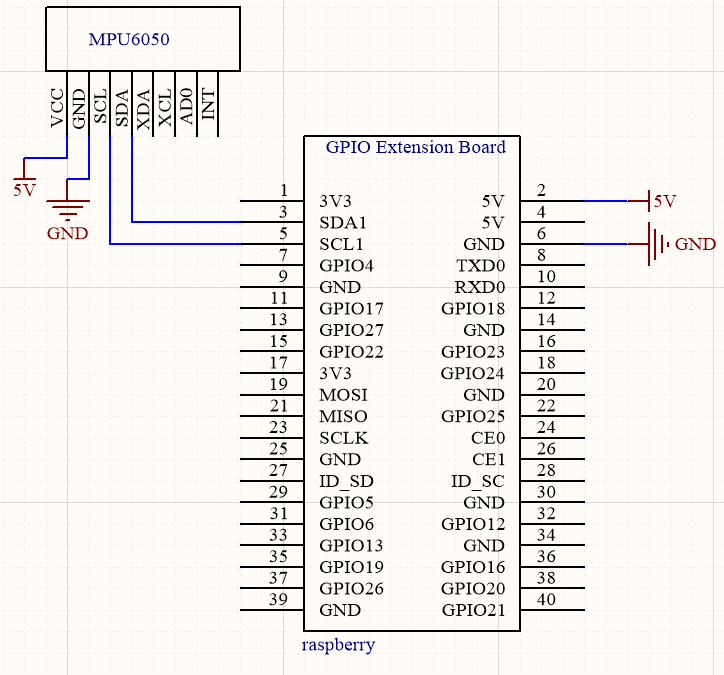 MPU6050
VCC GND SCL SDA XDA XCL AD0 INT
5V
GND
GPIO Extension Board
1 3V3 5V 2 5V
3 SDA1 5V 4
5 SCL1 GND 6 GND
7 GPIO4 TXD0 8
9 GND RXD0 10
11 GPIO17 GPIO18 12
13 GPIO27 GND 14
15 GPIO22 GPIO23 16
17 3V3 GPIO24 18
19 MOSI GND 20
21 MISO GPIO25 22
23 SCLK CE0 24
25 GND CE1 26
27 ID_SD ID_SC 28
29 GPIO5 GND 30
31 GPIO6 GPIO12 32
33 GPIO13 GND 34
35 GPIO19 GPIO16 36
37 GPIO26 GPIO20 38
39 GND GPIO21 40
raspberry